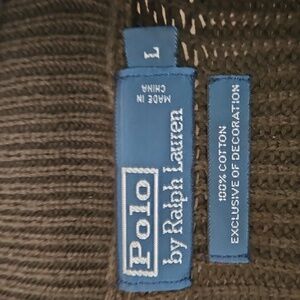 L
MADE IN
CHINA
Polo
by Ralph Lauren
100% COTTON
EXCLUSIVE OF DECORATION